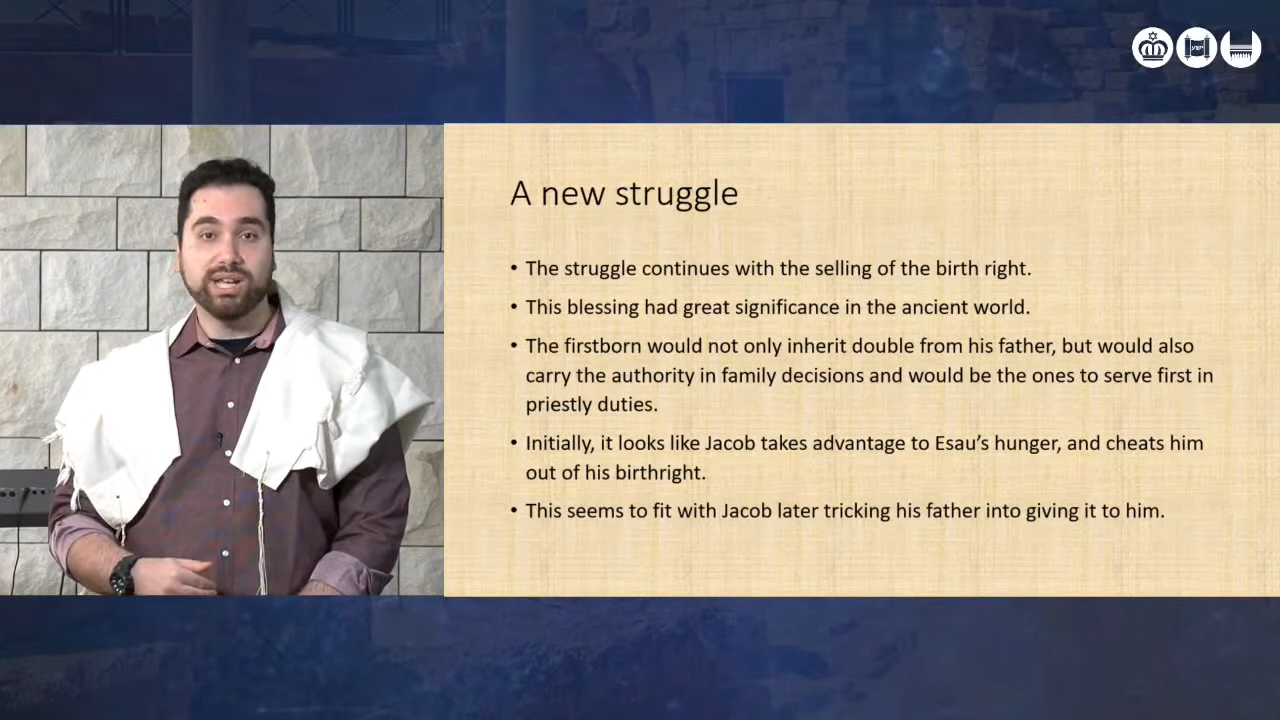 A new struggle
• The struggle continues with the selling of the birth right.
• This blessing had great significance in the ancient world.
• The firstborn would not only inherit double from his father, but would also
carry the authority in family decisions and would be the ones to serve first in
priestly duties.
• Initially, it looks like Jacob takes advantage to Esau’s hunger, and cheats him
out of his birthright.
• This seems to fit with Jacob later tricking his father into giving it to him.